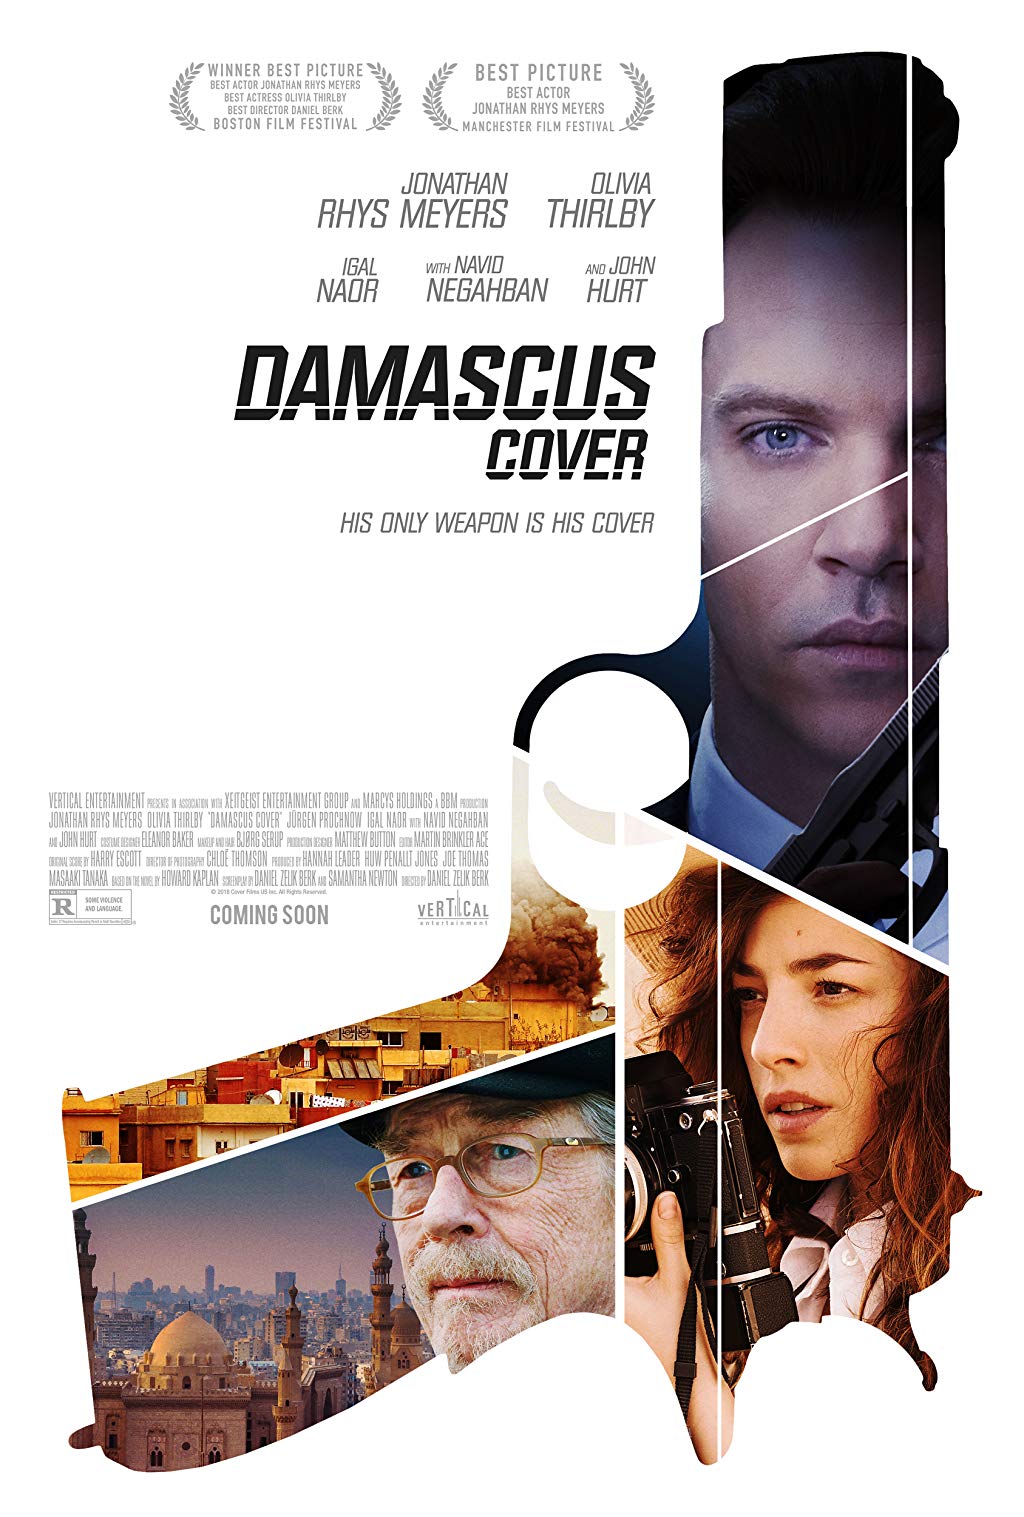 WINNER BEST PICTURE
BEST ACTOR JONATHAN RHYS MEYERS
BEST ACTRESS OLIVIA THIRLBY
BEST DIRECTOR DANIEL BERK
BOSTON FILM FESTIVAL
BEST PICTURE
BEST ACTOR
JONATHAN RHYS MEYERS
MANCHESTER FILM FESTIVAL
JONATHAN RHYS MEYERS
OLIVIA THIRLBY
IGAL NAOR
WITH NAVID NEGAHBAN
AND JOHN HURT
DAMASCUS
COVER
HIS ONLY WEAPON IS HIS COVER
VERTICAL ENTERTAINMENT PRESENTS IN ASSOCIATION WITH XEITGEIST ENTERTAINMENT GROUP AND MARCYS HOLDINGS A BBM PRODUCTION
JONATHAN RHYS MEYERS OLIVIA THIRLBY "DAMASCUS COVER" JÜRGEN PROCHNOW IGAL NAOR WITH NAVID NEGAHBAN
AND JOHN HURT COSTUME DESIGNER ELEANOR BAKER MAKEUP AND HAIR BJØRG SERUP PRODUCTION DESIGNER MATTHEW BUTTON EDITOR MARTIN BRINKLER ACE
ORIGINAL SCORE BY HARRY ESCOTT DIRECTOR OF PHOTOGRAPHY CHLOË THOMSON PRODUCED BY HANNAH LEADER HUW PENALLT JONES JOE THOMAS
MASAAKI TANAKA BASED ON THE NOVEL BY HOWARD KAPLAN SCREENPLAY BY DANIEL ZELIK BERK AND SAMANTHA NEWTON DIRECTED BY DANIEL ZELIK BERK
© 2018 Cover Films US Inc. All Rights Reserved.
R
SOME VIOLENCE
AND LANGUAGE.
COMING SOON
VERTICAL
entertainment